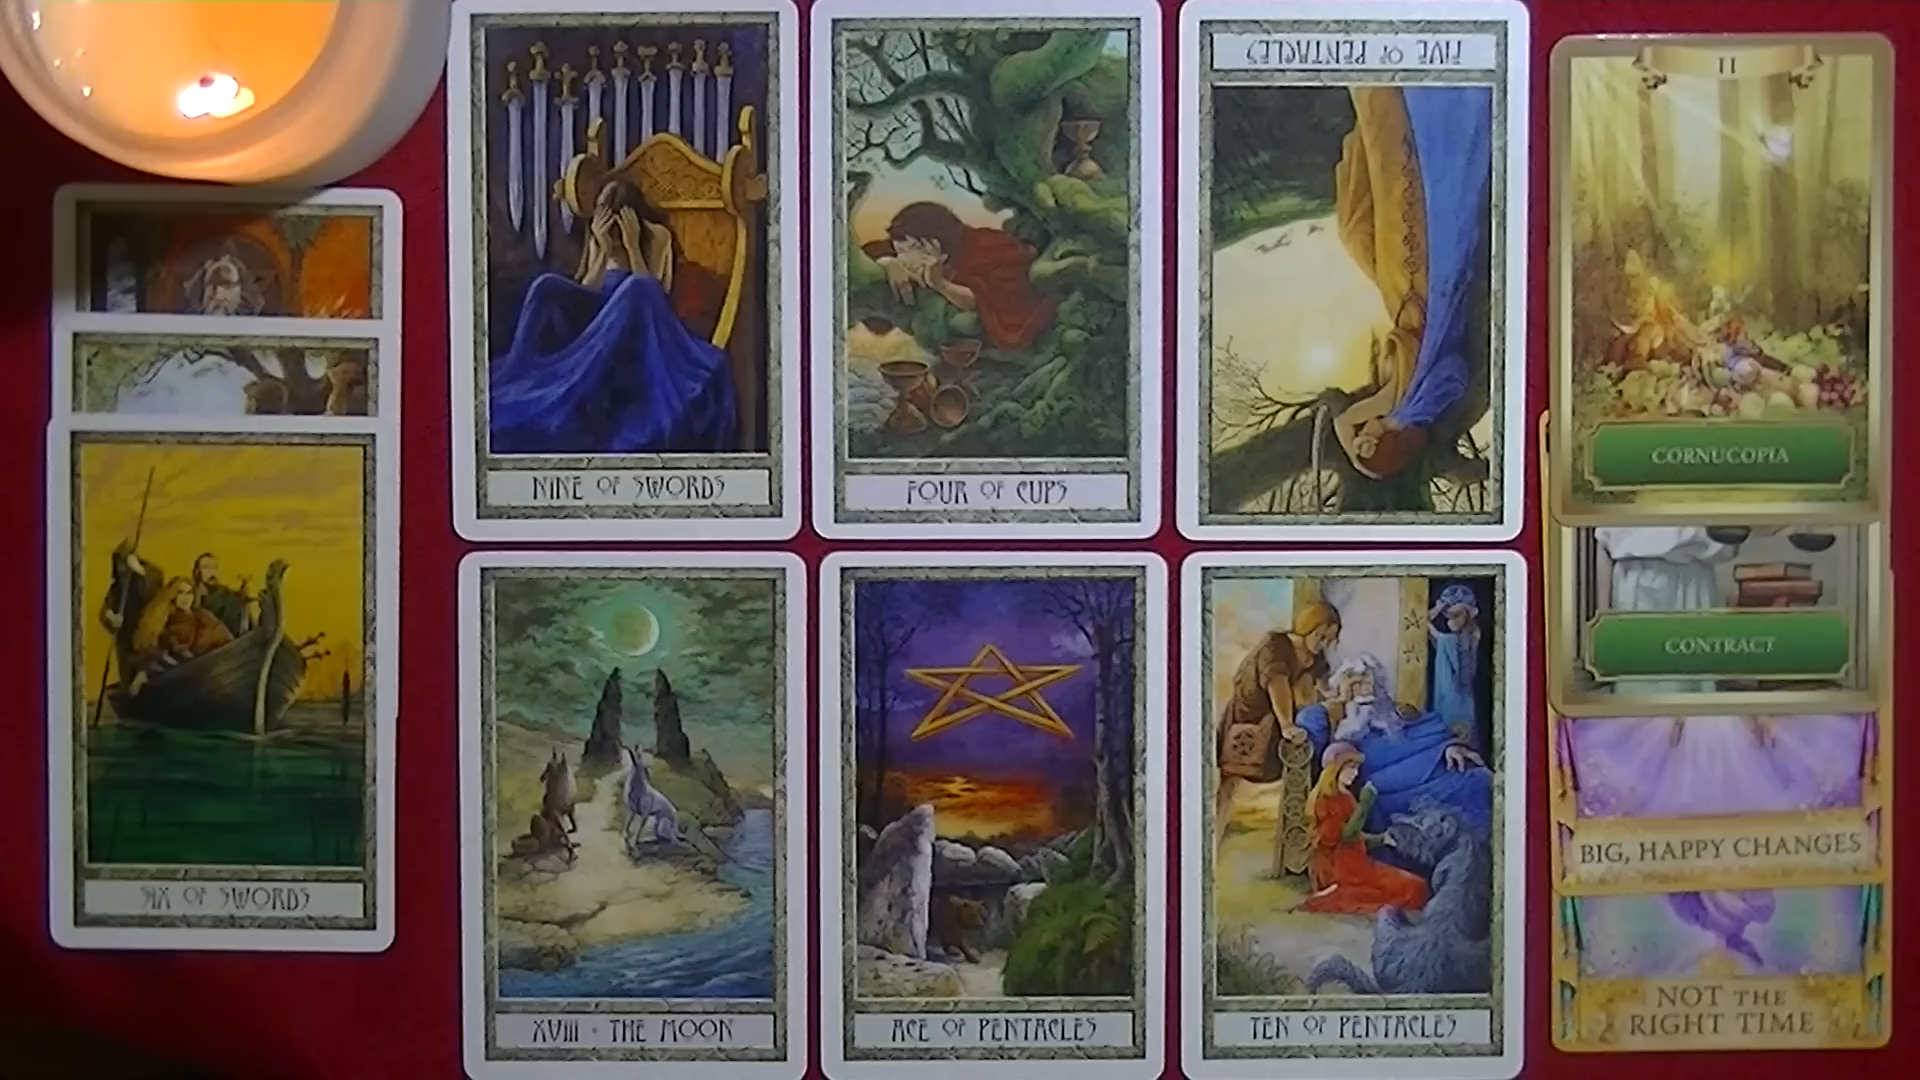 NINE OF SWORDS
FOUR OF CUPS
FIVE OF PENTACLES
II
CORNUCOPIA
CONTRACT
BIG, HAPPY CHANGES
NOT THE
RIGHT TIME
SIX OF SWORDS
XVIII · THE MOON
ACE OF PENTACLES
TEN OF PENTACLES